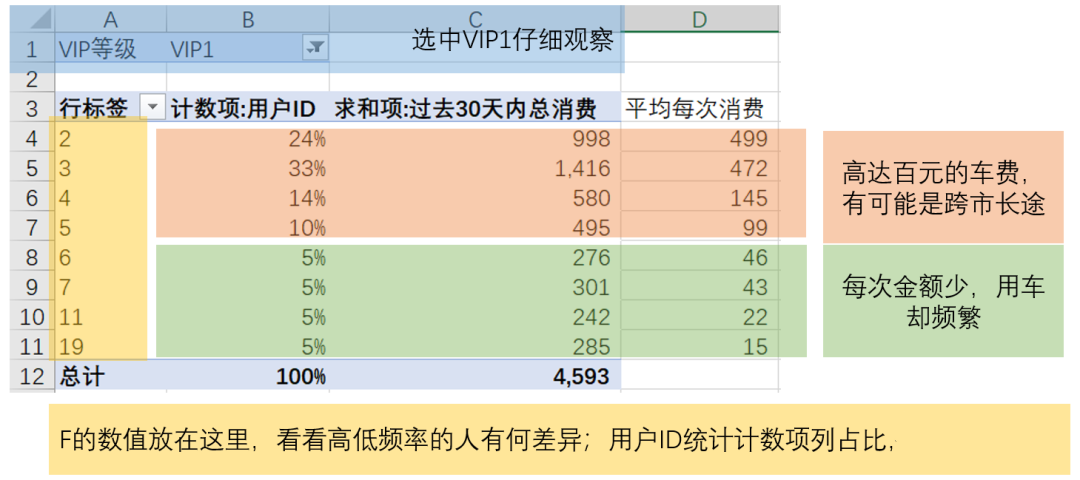 A B C D
1 VIP等级 VIP1 选中VIP1仔细观察
2
3 行标签 计数项:用户ID 求和项:过去30天内总消费 平均每次消费
4 2 24% 998 499
5 3 33% 1,416 472
6 4 14% 580 145
7 5 10% 495 99
8 6 5% 276 46
9 7 5% 301 43
10 11 5% 242 22
11 19 5% 285 15
12 总计 100% 4,593
高达百元的车费，
有可能是跨市长途
每次金额少，用车
却频繁
F的数值放在这里，看看高低频率的人有何差异；用户ID统计计数项列占比，